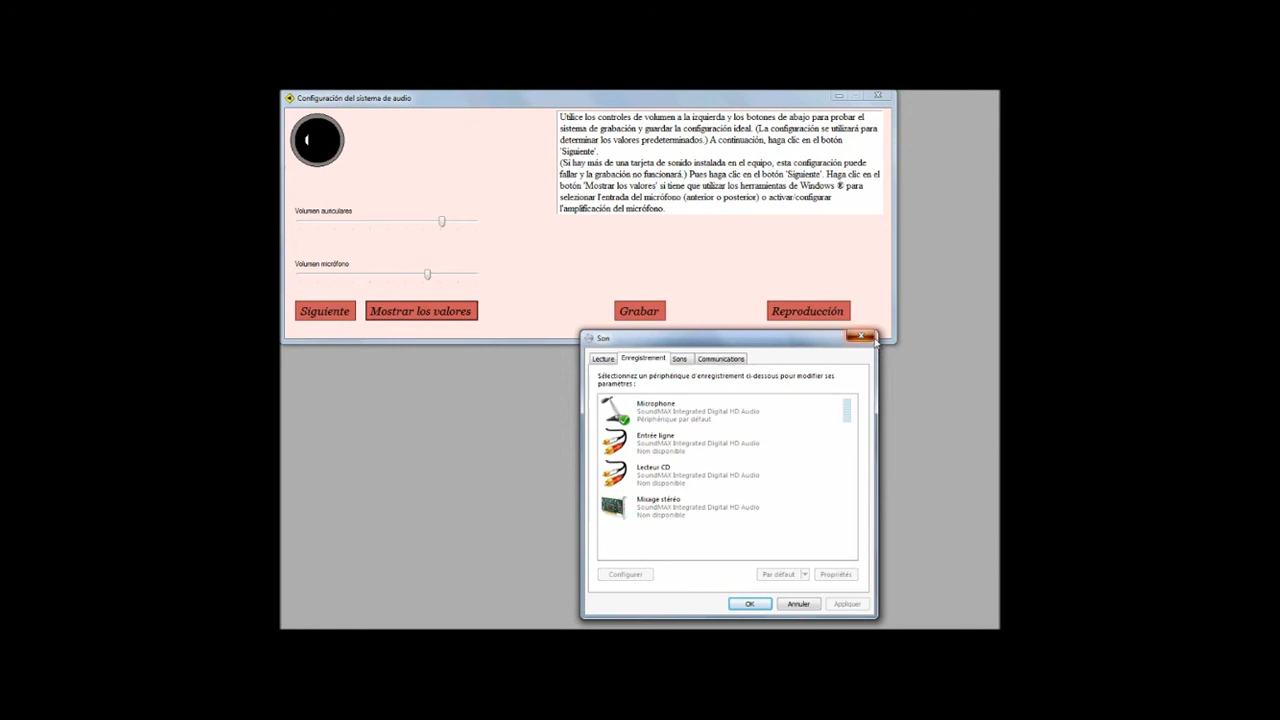 Configuración del sistema de audio
Utilice los controles de volumen a la izquierda y los botones de abajo para probar el
sistema de grabación y guardar la configuración ideal. (La configuración se utilizará para
determinar los valores predeterminados.) A continuación, haga clic en el botón
'Siguiente'.
(Si hay más de una tarjeta de sonido instalada en el equipo, esta configuración puede
fallar y la grabación no funcionará.) Pues haga clic en el botón 'Siguiente'. Haga clic en el
botón 'Mostrar los valores' si tiene que utilizar los herramientas de Windows ® para
selezionar l'entrada del micrófono (anterior o posterior) o activar/configurar
l'amplificación del micrófono.
Volumen auriculares
Volumen micrófono
Siguiente
Mostrar los valores
Grabar
Reproducción
Son
Lecture
Enregistrement
Sons
Communications
Sélectionnez un périphérique d'enregistrement ci-dessous pour modifier ses
paramètres :
Microphone
SoundMAX Integrated Digital HD Audio
Périphérique par défaut
Entrée ligne
SoundMAX Integrated Digital HD Audio
Non disponible
Lecteur CD
SoundMAX Integrated Digital HD Audio
Non disponible
Mixage stéréo
SoundMAX Integrated Digital HD Audio
Non disponible
Configurer
Par défaut
Propriétés
OK
Annuler
Appliquer